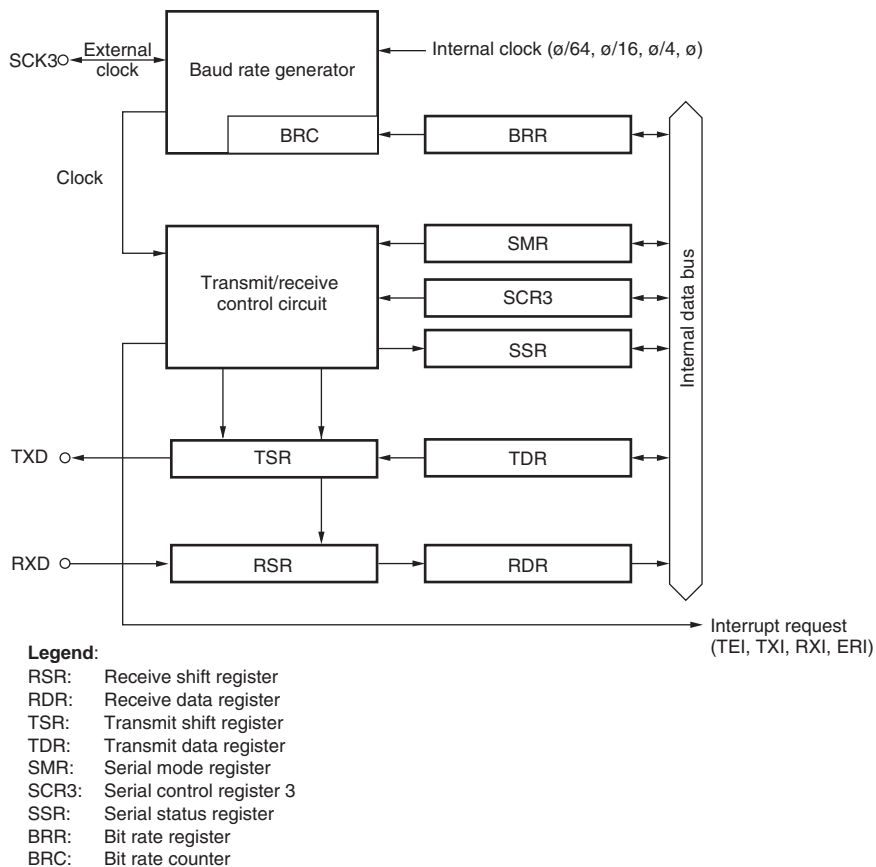 SCK3
External
clock
Baud rate generator
Internal clock (ø/64, ø/16, ø/4, ø)
BRC
BRR
Clock
Transmit/receive
control circuit
SMR
SCR3
SSR
Internal data bus
TXD
TSR
TDR
RXD
RSR
RDR
Interrupt request
(TEI, TXI, RXI, ERI)
Legend:
RSR: Receive shift register
RDR: Receive data register
TSR: Transmit shift register
TDR: Transmit data register
SMR: Serial mode register
SCR3: Serial control register 3
SSR: Serial status register
BRR: Bit rate register
BRC: Bit rate counter